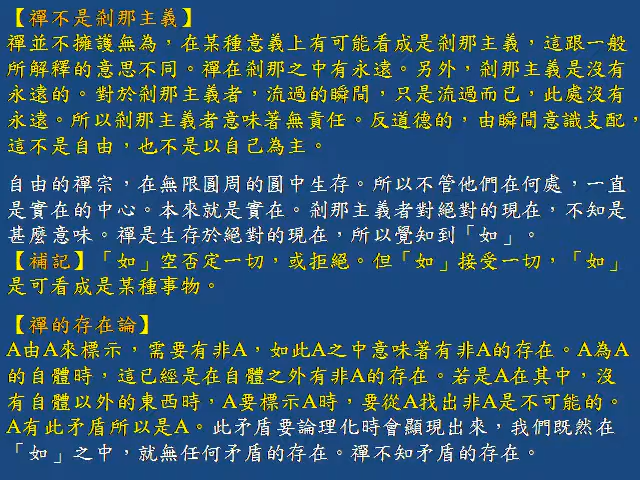 【禪不是剎那主義】
禪並不擁護無為，在某種意義上有可能看成是剎那主義，這跟一般
所解釋的意思不同。禪在剎那之中有永遠。另外，剎那主義是沒有
永遠的。對於剎那主義者，流過的瞬間，只是流過而已，此處沒有
永遠。所以剎那主義者意味著無責任。反道德的，由瞬間意識支配，
這不是自由，也不是以自己為主。
自由的禪宗，在無限圓周的圓中生存。所以不管他們在何處，一直
是實在的中心。本來就是實在。剎那主義者對絕對的現在，不知是
甚麼意味。禪是生存於絕對的現在，所以覺知到「如」。
【補記】「如」空否定一切，或拒絕。但「如」接受一切，「如」
是可看成是某種事物。
【禪的存在論】
A由A來標示，需要有非A，如此A之中意味著有非A的存在。A為A
的自體時，這已經是在自體之外有非A的存在。若是A在其中，沒
有自體以外的東西時，A要標示A時，要從A找出非A是不可能的。
A有此矛盾所以是A。此矛盾要論理化時會顯現出來，我們既然在
「如」之中，就無任何矛盾的存在。禪不知矛盾的存在。